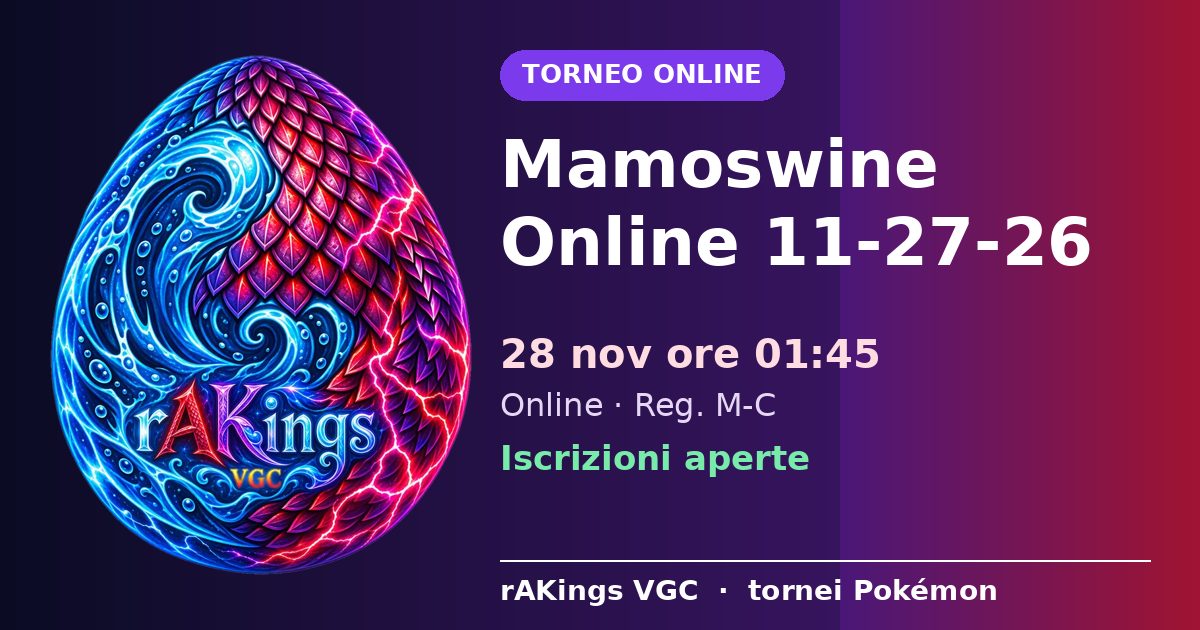 TORNEO ONLINE
Mamoswine
Online 11-27-26
28 nov ore 01:45
Online · Reg. M-C
Iscrizioni aperte
rAKings
VGC
rAKings VGC · tornei Pokémon